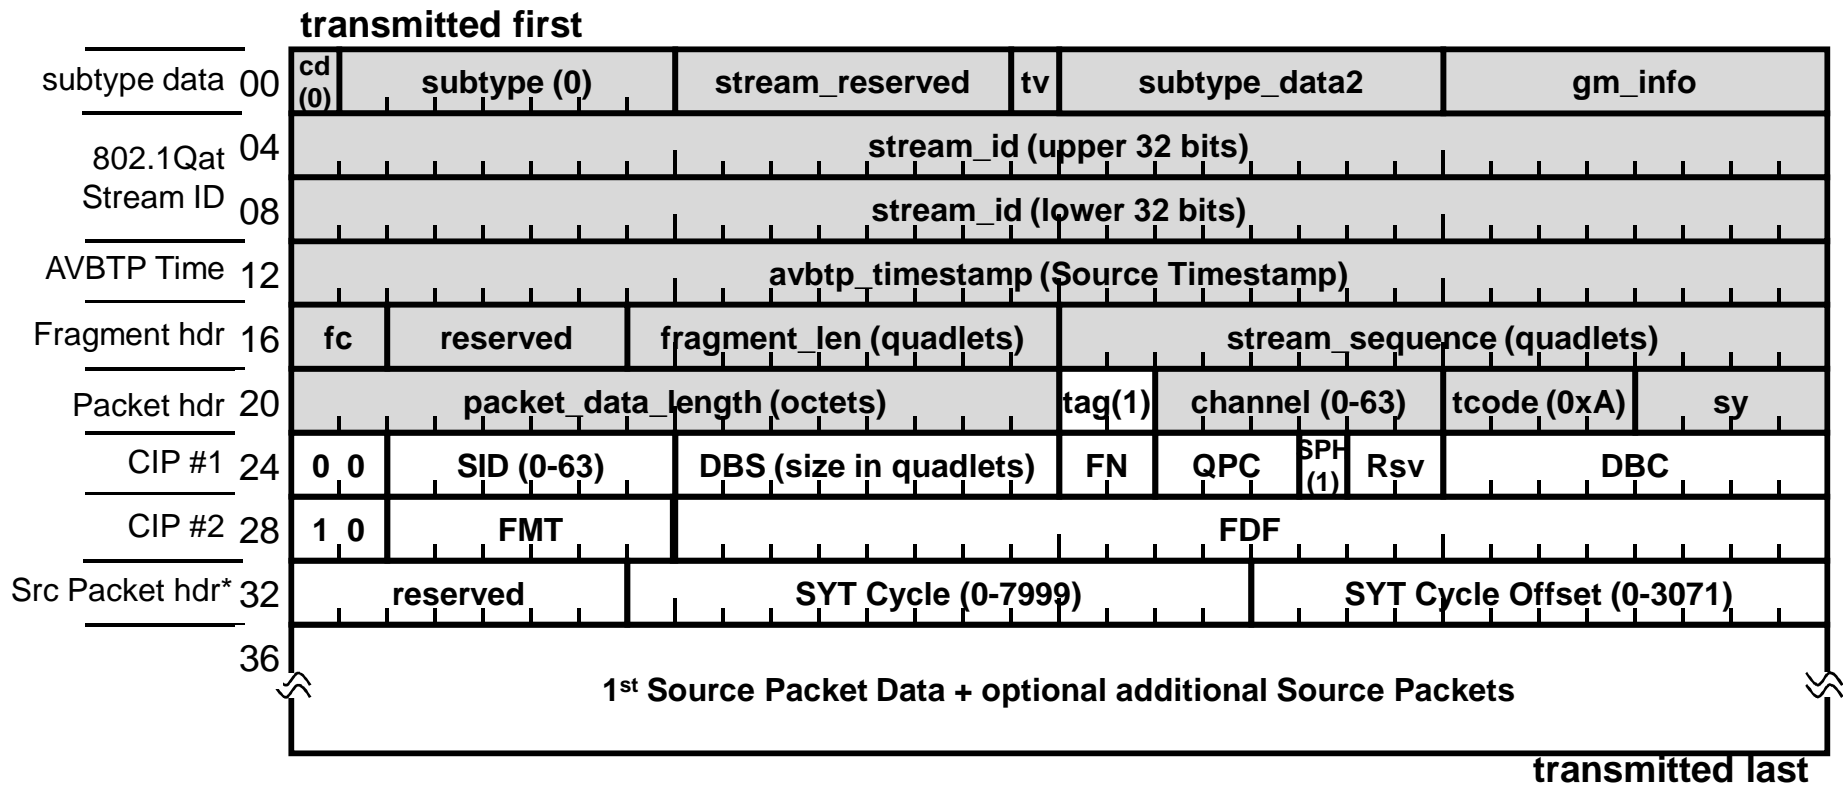 transmitted first
subtype data 00 cd (0) subtype (0) stream_reserved tv subtype_data2 gm_info
802.1Qat Stream ID
04 stream_id (upper 32 bits)
08 stream_id (lower 32 bits)
AVBTP Time 12 avbtp_timestamp (Source Timestamp)
Fragment hdr 16 fc reserved fragment_len (quadlets) stream_sequence (quadlets)
Packet hdr 20 packet_data_length (octets) tag(1) channel (0-63) tcode (0xA) sy
CIP #1 24 0 0 SID (0-63) DBS (size in quadlets) FN QPC SPH (1) Rsv DBC
CIP #2 28 1 0 FMT FDF
Src Packet hdr* 32 reserved SYT Cycle (0-7999) SYT Cycle Offset (0-3071)
36
1st Source Packet Data + optional additional Source Packets
transmitted last